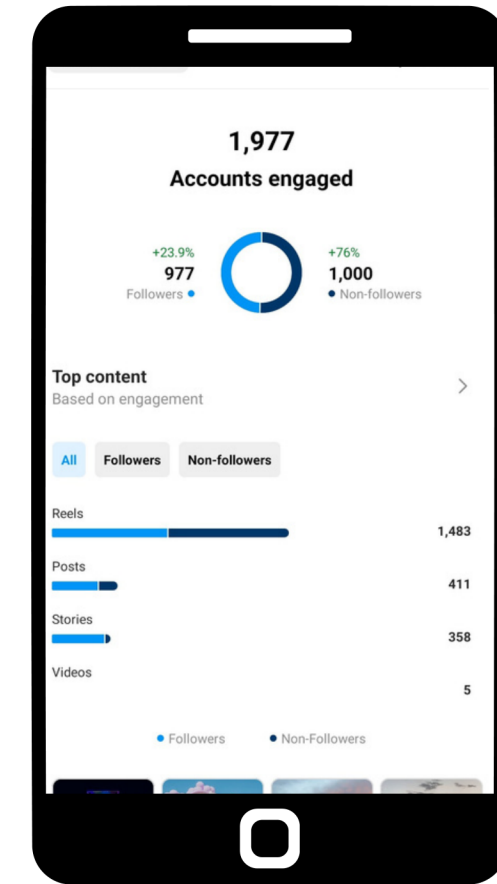 1,977
Accounts engaged
+23.9%
977
Followers
+76%
1,000
Non-followers
Top content
Based on engagement
All Followers Non-followers
Reels
1,483
Posts
411
Stories
358
Videos
5
Followers Non-Followers